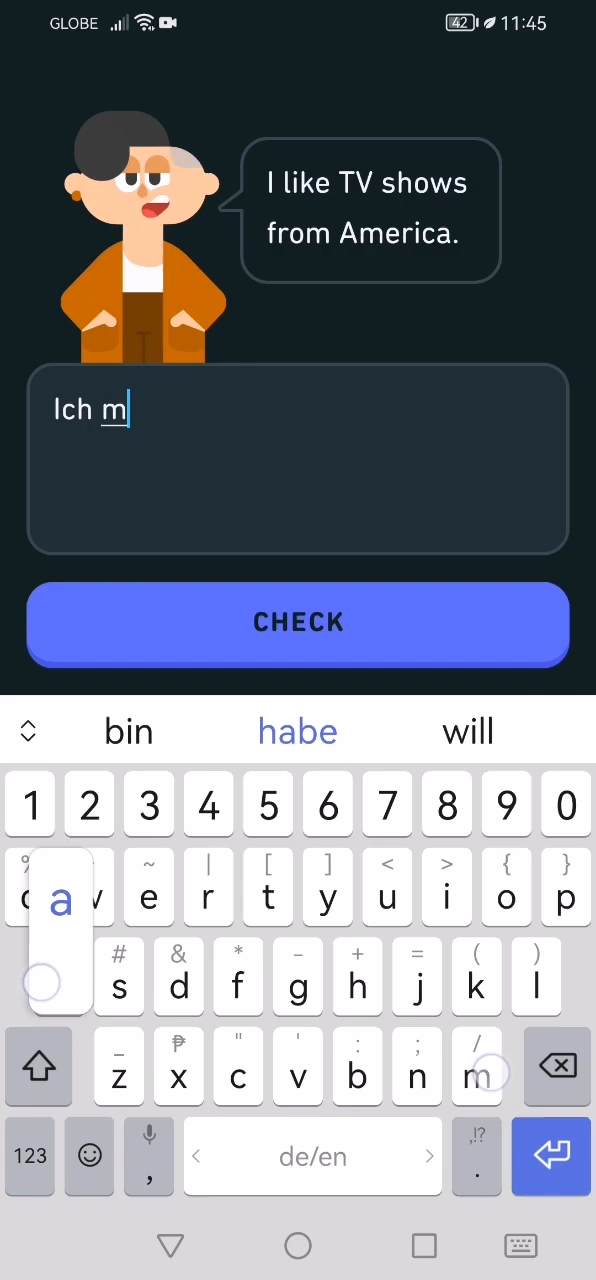 GLOBE 42 11:45
I like TV shows
from America.
Ich m
CHECK
bin habe will
1 2 3 4 5 6 7 8 9 0
% ~ | [ ] < > { }
e r t y u i o p
a
# & * - + = ( )
s d f g h j k l
_ ₱ " ' : ; /
z x c v b n m
123 , < de/en > ,!? .